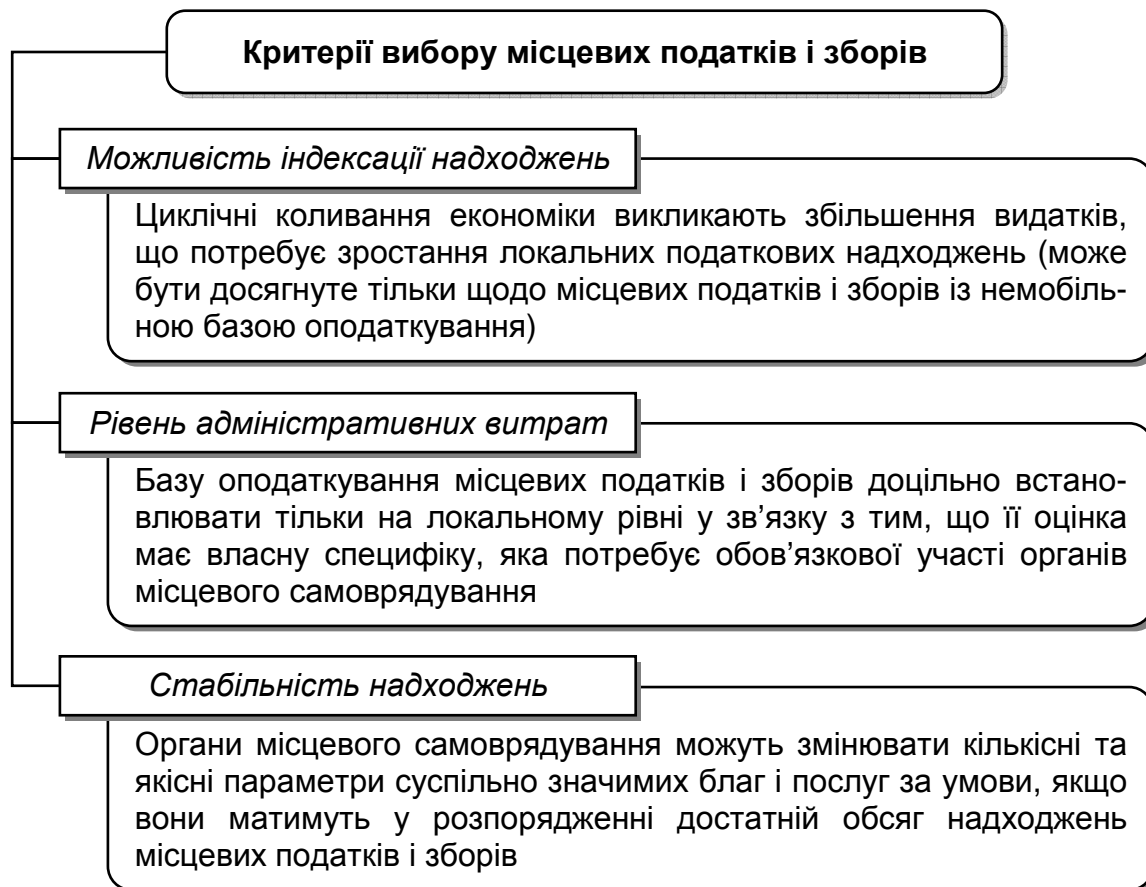 Критерії вибору місцевих податків і зборів
Можливість індексації надходжень
Циклічні коливання економіки викликають збільшення видатків,
що потребує зростання локальних податкових надходжень (може
бути досягнуте тільки щодо місцевих податків і зборів із немобіль-
ною базою оподаткування)
Рівень адміністративних витрат
Базу оподаткування місцевих податків і зборів доцільно встано-
влювати тільки на локальному рівні у зв’язку з тим, що її оцінка
має власну специфіку, яка потребує обов’язкової участі органів
місцевого самоврядування
Стабільність надходжень
Органи місцевого самоврядування можуть змінювати кількісні та
якісні параметри суспільно значимих благ і послуг за умови, якщо
вони матимуть у розпорядженні достатній обсяг надходжень
місцевих податків і зборів